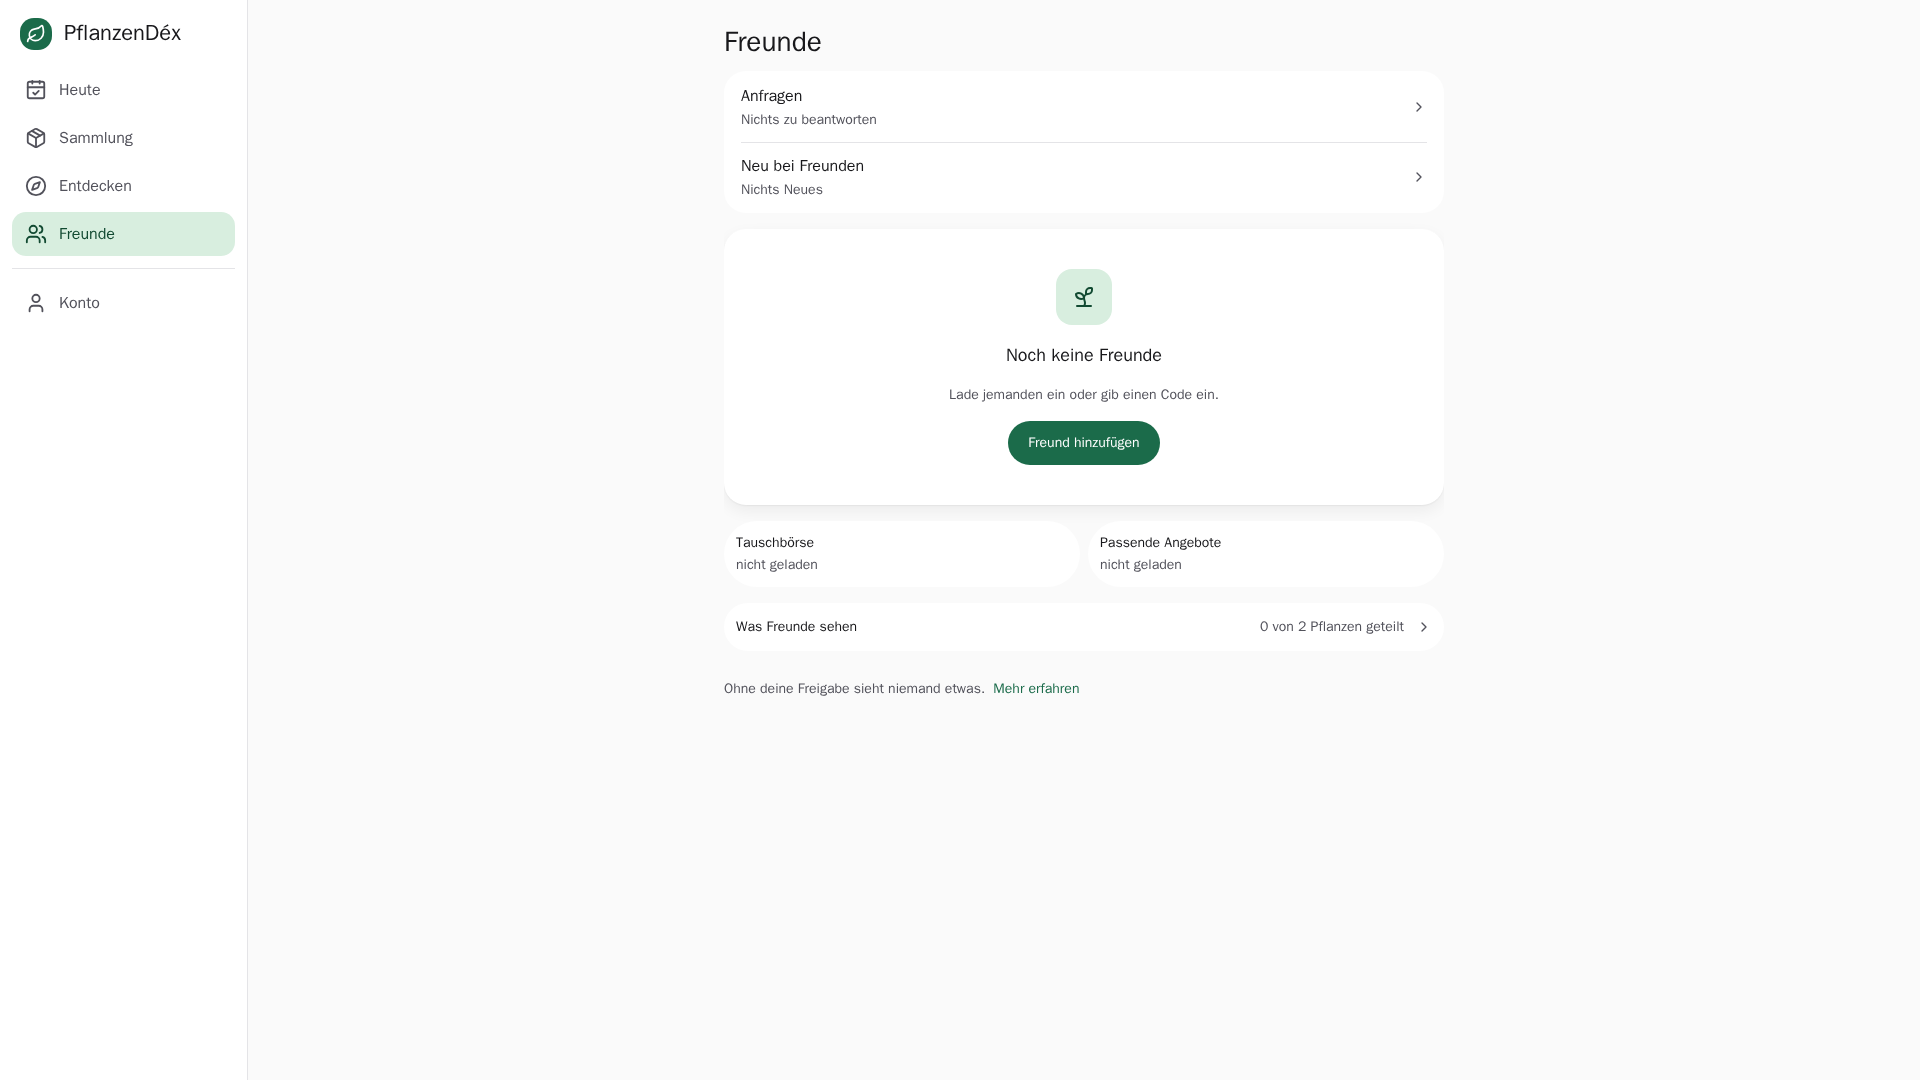 PflanzenDéx
Heute
Sammlung
Entdecken
Freunde
Konto
Freunde
Anfragen
Nichts zu beantworten
Neu bei Freunden
Nichts Neues
Noch keine Freunde
Lade jemanden ein oder gib einen Code ein.
Freund hinzufügen
Tauschbörse
nicht geladen
Passende Angebote
nicht geladen
Was Freunde sehen
0 von 2 Pflanzen geteilt
Ohne deine Freigabe sieht niemand etwas. Mehr erfahren